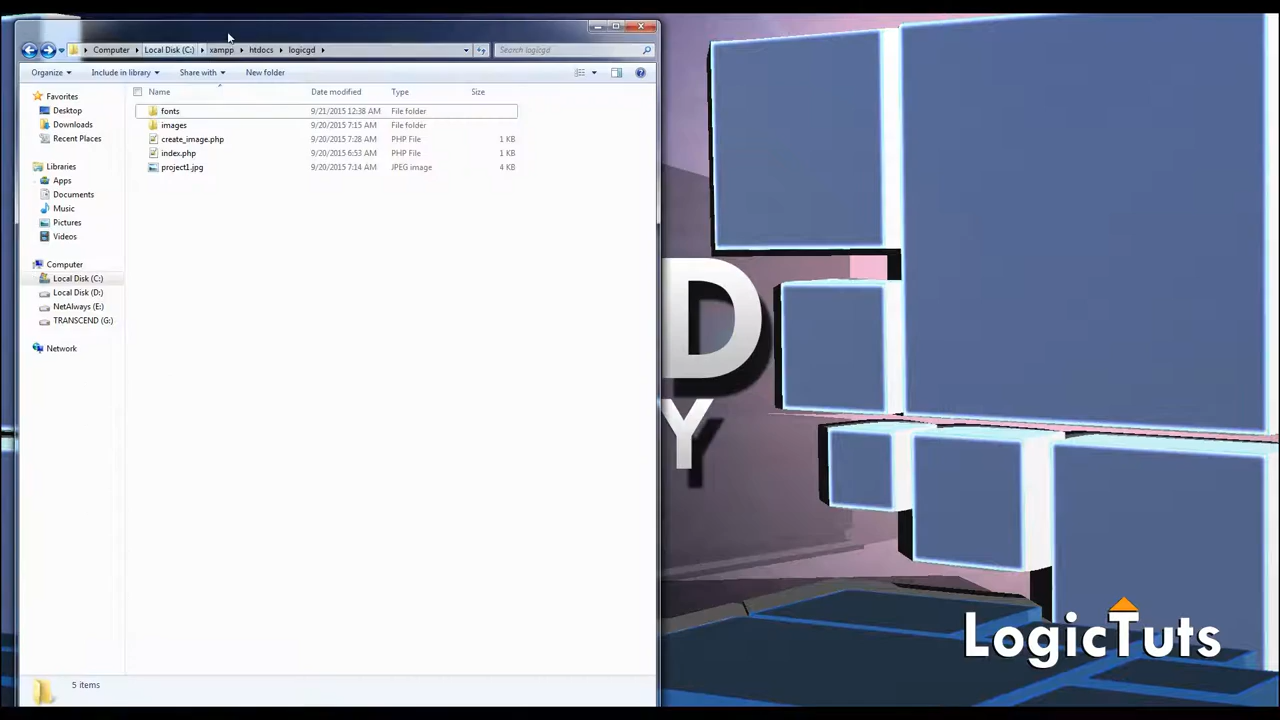 Computer Local Disk (C:) xampp htdocs logicgd Search logicgd
Organize Include in library Share with New folder
Name Date modified Type Size
Favorites
Desktop
Downloads
Recent Places
Libraries
Apps
Documents
Music
Pictures
Videos
Computer
Local Disk (C:)
Local Disk (D:)
NetAlways (E:)
TRANSCEND (G:)
Network
fonts 9/21/2015 12:38 AM File folder
images 9/20/2015 7:15 AM File folder
create_image.php 9/20/2015 7:28 AM PHP File 1 KB
index.php 9/20/2015 6:53 AM PHP File 1 KB
project1.jpg 9/20/2015 7:14 AM JPEG image 4 KB
5 items
D
Y
LogicTuts